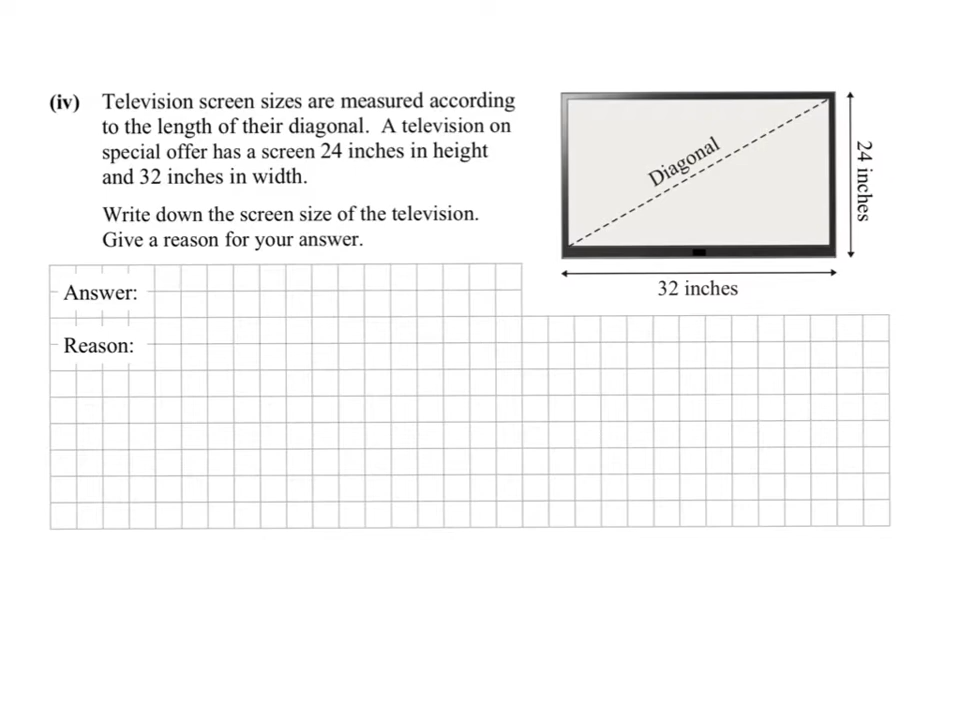 (iv) Television screen sizes are measured according
to the length of their diagonal. A television on
special offer has a screen 24 inches in height
and 32 inches in width.
Write down the screen size of the television.
Give a reason for your answer.
Diagonal
24 inches
32 inches
Answer:
Reason: